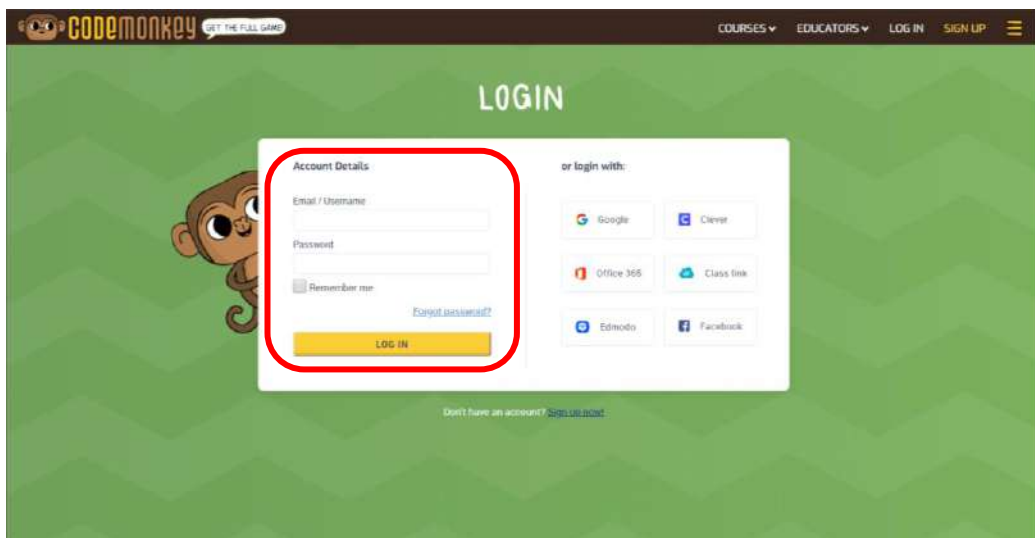 CODEMONKEY GET THE FULL GAME! COURSES EDUCATORS LOG IN SIGN UP
LOGIN
Account Details
Email / Username
Password
Remember me
Forgot password?
LOG IN
or login with:
Google Clever
Office 365 Class link
Edmodo Facebook
Don't have an account? Sign up now!